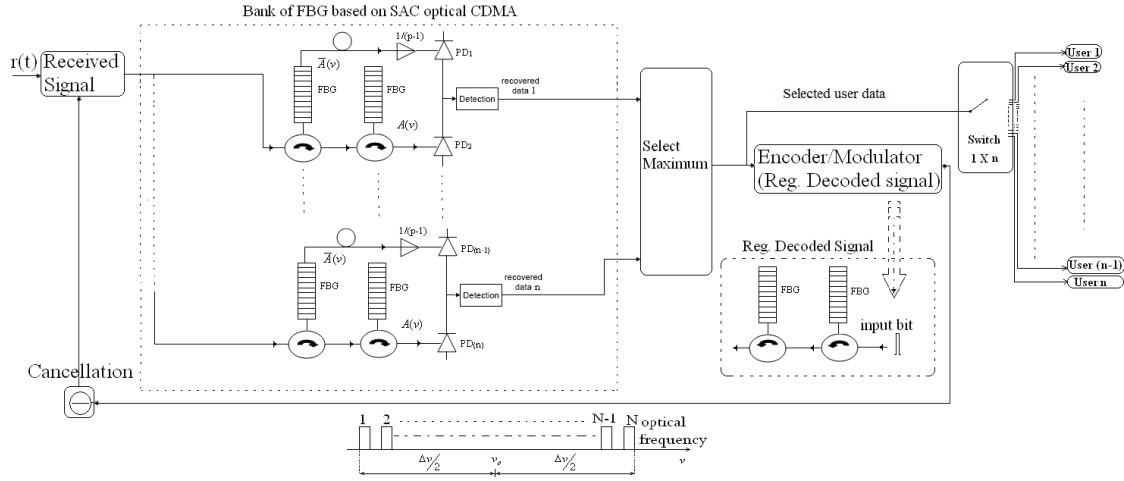 Bank of FBG based on SAC optical CDMA
r(t)
Received
Signal
A̅(v)
1/(p-1)
PD1
FBG
FBG
A(v)
PD2
Detection
recovered
data 1
Select
Maximum
Selected user data
Encoder/Modulator
(Reg. Decoded signal)
Switch
1 X n
User 1
User 2
User (n-1)
User n
A̅(v)
1/(p-1)
PD(n-1)
FBG
FBG
A(v)
PD(n)
Detection
recovered
data n
Reg. Decoded Signal
FBG
FBG
input bit
Cancellation
1
2
N-1
N
optical
frequency
Δv/2
vo
Δv/2
v